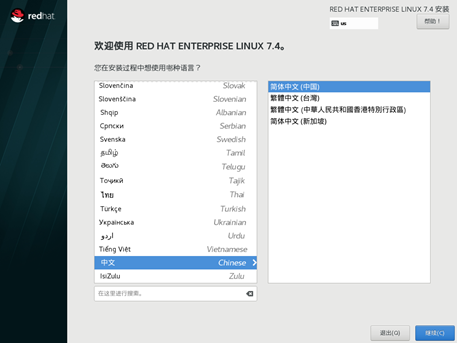 redhat
RED HAT ENTERPRISE LINUX 7.4 安装
us
帮助!
欢迎使用 RED HAT ENTERPRISE LINUX 7.4。
您在安装过程中想使用哪种语言？
Slovenčina Slovak
Slovenščina Slovenian
Shqip Albanian
Српски Serbian
Svenska Swedish
தமிழ் Tamil
తెలుగు Telugu
Тоҷикӣ Tajik
ไทย Thai
Türkçe Turkish
Українська Ukrainian
اردو Urdu
Tiếng Việt Vietnamese
中文 Chinese
IsiZulu Zulu
简体中文 (中国)
繁體中文 (台灣)
繁體中文 (中華人民共和國香港特別行政區)
简体中文 (新加坡)
在这里进行搜索。
退出(Q)
继续(C)